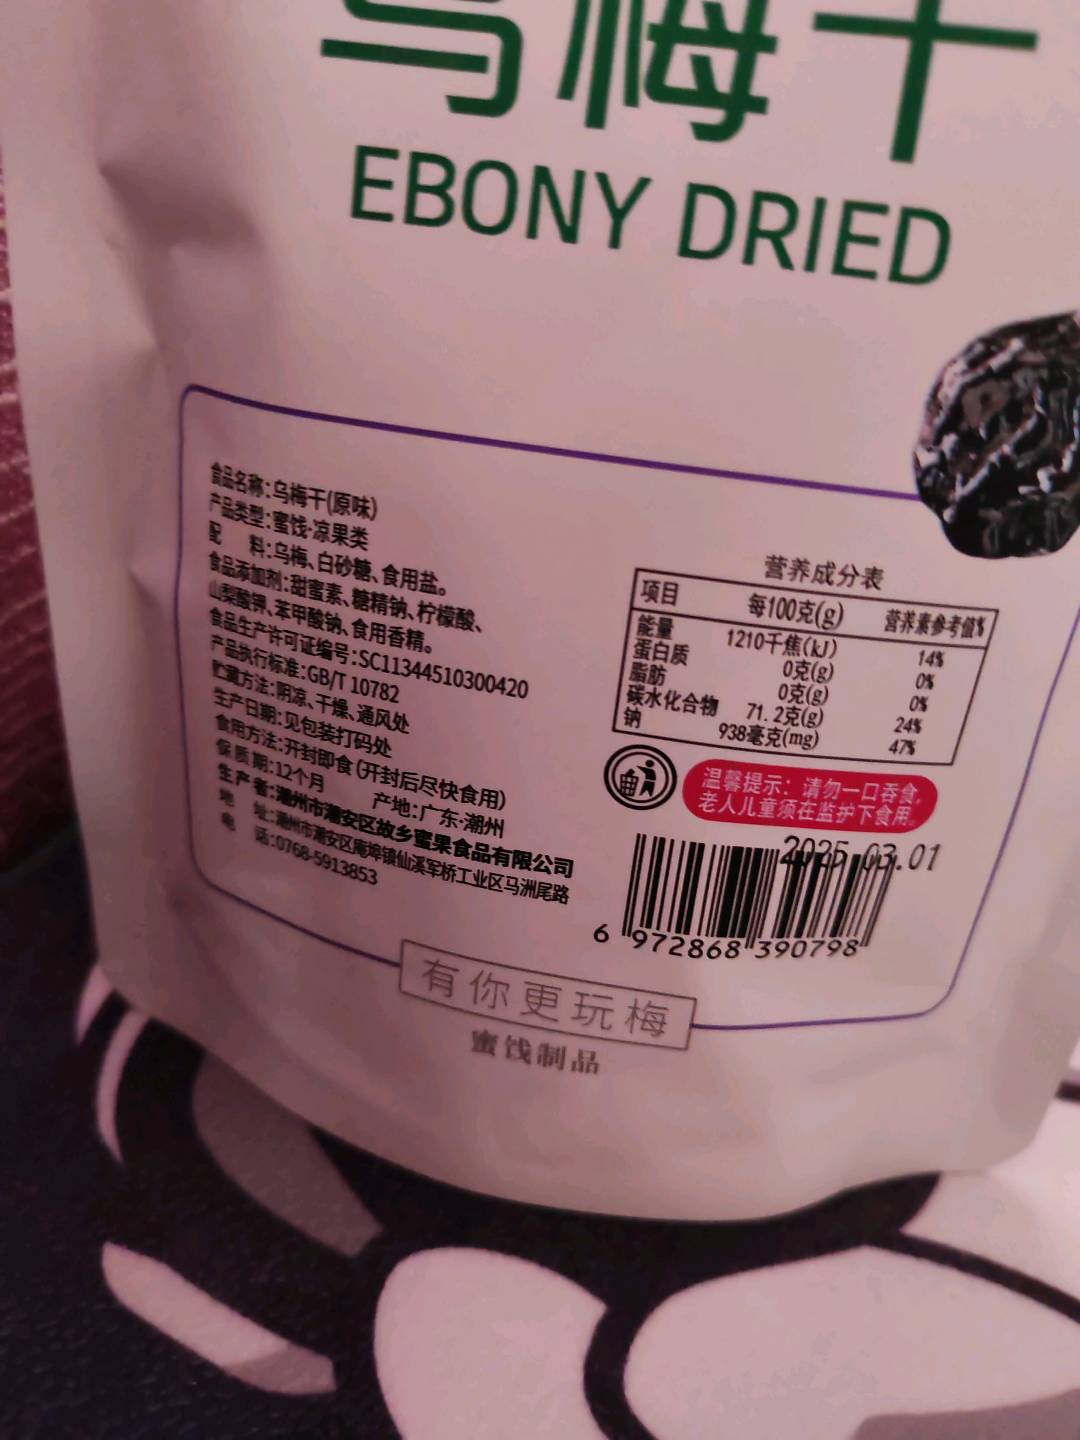 乌梅干
EBONY DRIED
食品名称:乌梅干(原味)
产品类型:蜜饯·凉果类
配 料:乌梅、白砂糖、食用盐。
食品添加剂:甜蜜素、糖精钠、柠檬酸、
山梨酸钾、苯甲酸钠、食用香精。
食品生产许可证编号:SC11344510300420
产品执行标准:GB/T 10782
贮藏方法:阴凉、干燥、通风处
生产日期:见包装打码处
食用方法:开封即食(开封后尽快食用)
保质期:12个月 产地:广东·潮州
生产者:潮州市潮安区故乡蜜果食品有限公司
地 址:潮州市潮安区庵埠镇仙溪军桥工业区马洲尾路
电 话:0768-5913853
营养成分表
项目 每100克(g) 营养素参考值%
能量 1210千焦(kJ) 14%
蛋白质 0克(g) 0%
脂肪 0克(g) 0%
碳水化合物 71.2克(g) 24%
钠 938毫克(mg) 47%
温馨提示:请勿一口吞食,
老人儿童须在监护下食用。
2025.03.01
6 972868 390798
有你更玩梅
蜜饯制品